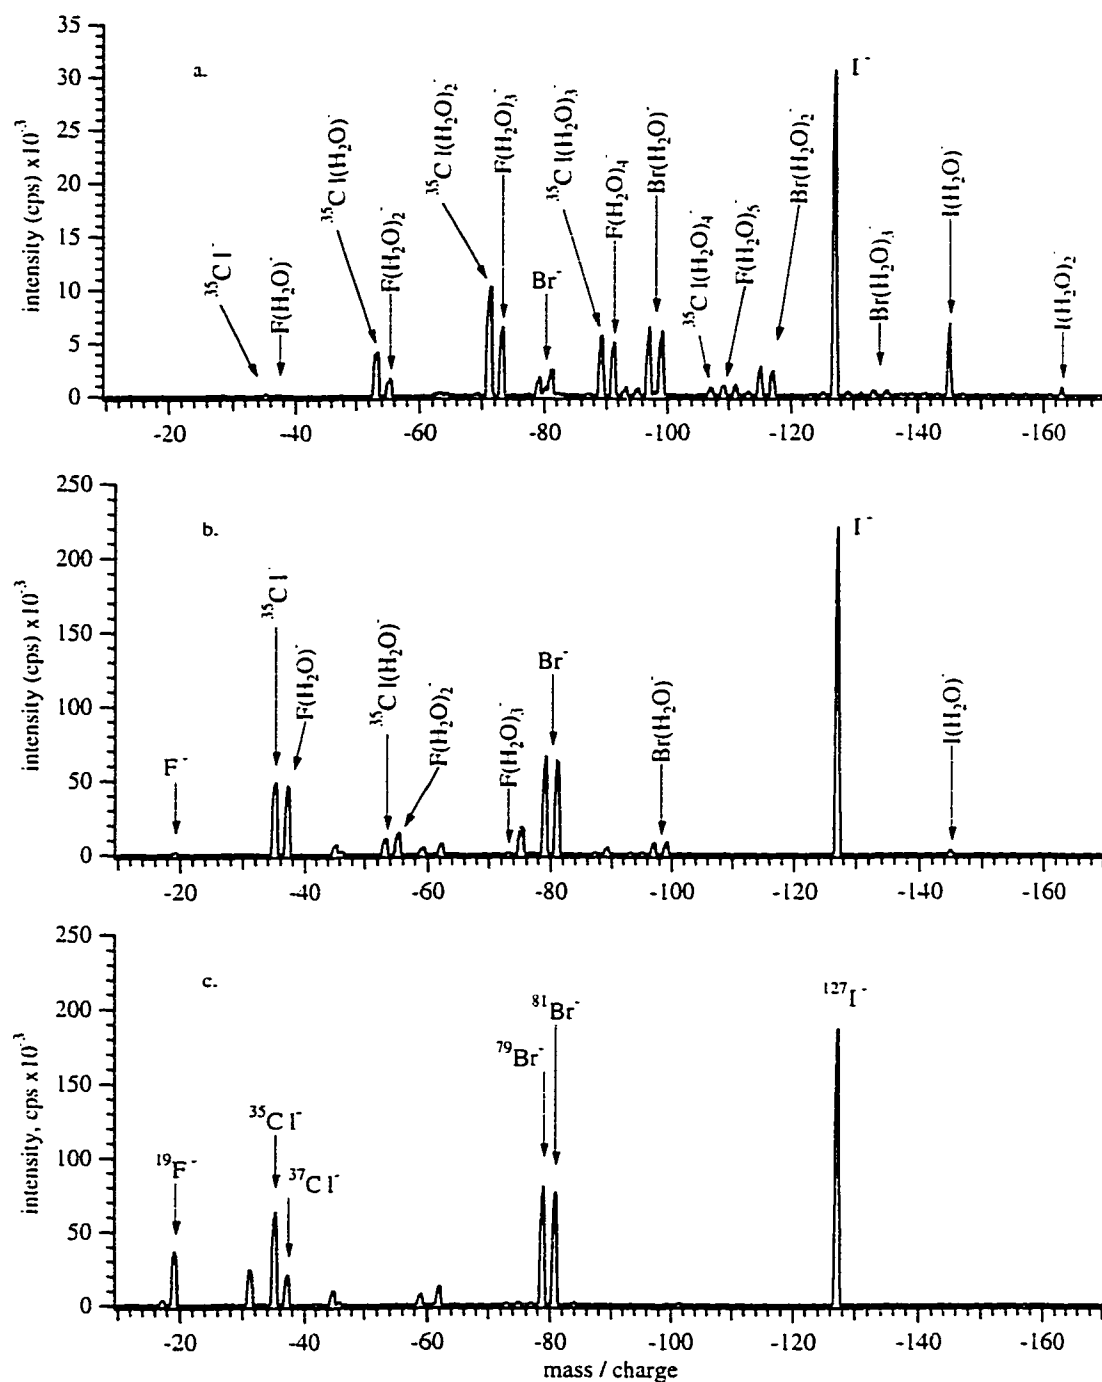 a.
intensity (cps) x10⁻³
35
30
25
20
15
10
5
0
³⁵Cl⁻
F(H₂O)⁻
³⁵Cl(H₂O)⁻
F(H₂O)₂⁻
³⁵Cl(H₂O)₂⁻
F(H₂O)₃⁻
Br⁻
³⁵Cl(H₂O)₃⁻
F(H₂O)₄⁻
Br(H₂O)⁻
³⁵Cl(H₂O)₄⁻
F(H₂O)₅⁻
Br(H₂O)₂⁻
I⁻
Br(H₂O)₃⁻
I(H₂O)⁻
I(H₂O)₂⁻
-20 -40 -60 -80 -100 -120 -140 -160
b.
intensity (cps) x10⁻³
250
200
150
100
50
0
F⁻
³⁵Cl⁻
F(H₂O)⁻
³⁵Cl(H₂O)⁻
F(H₂O)₂⁻
F(H₂O)₃⁻
Br⁻
Br(H₂O)⁻
I⁻
I(H₂O)⁻
-20 -40 -60 -80 -100 -120 -140 -160
c.
intensity, cps x10⁻³
250
200
150
100
50
0
¹⁹F⁻
³⁵Cl⁻
³⁷Cl⁻
⁷⁹Br⁻
⁸¹Br⁻
¹²⁷I⁻
-20 -40 -60 -80 -100 -120 -140 -160
mass / charge